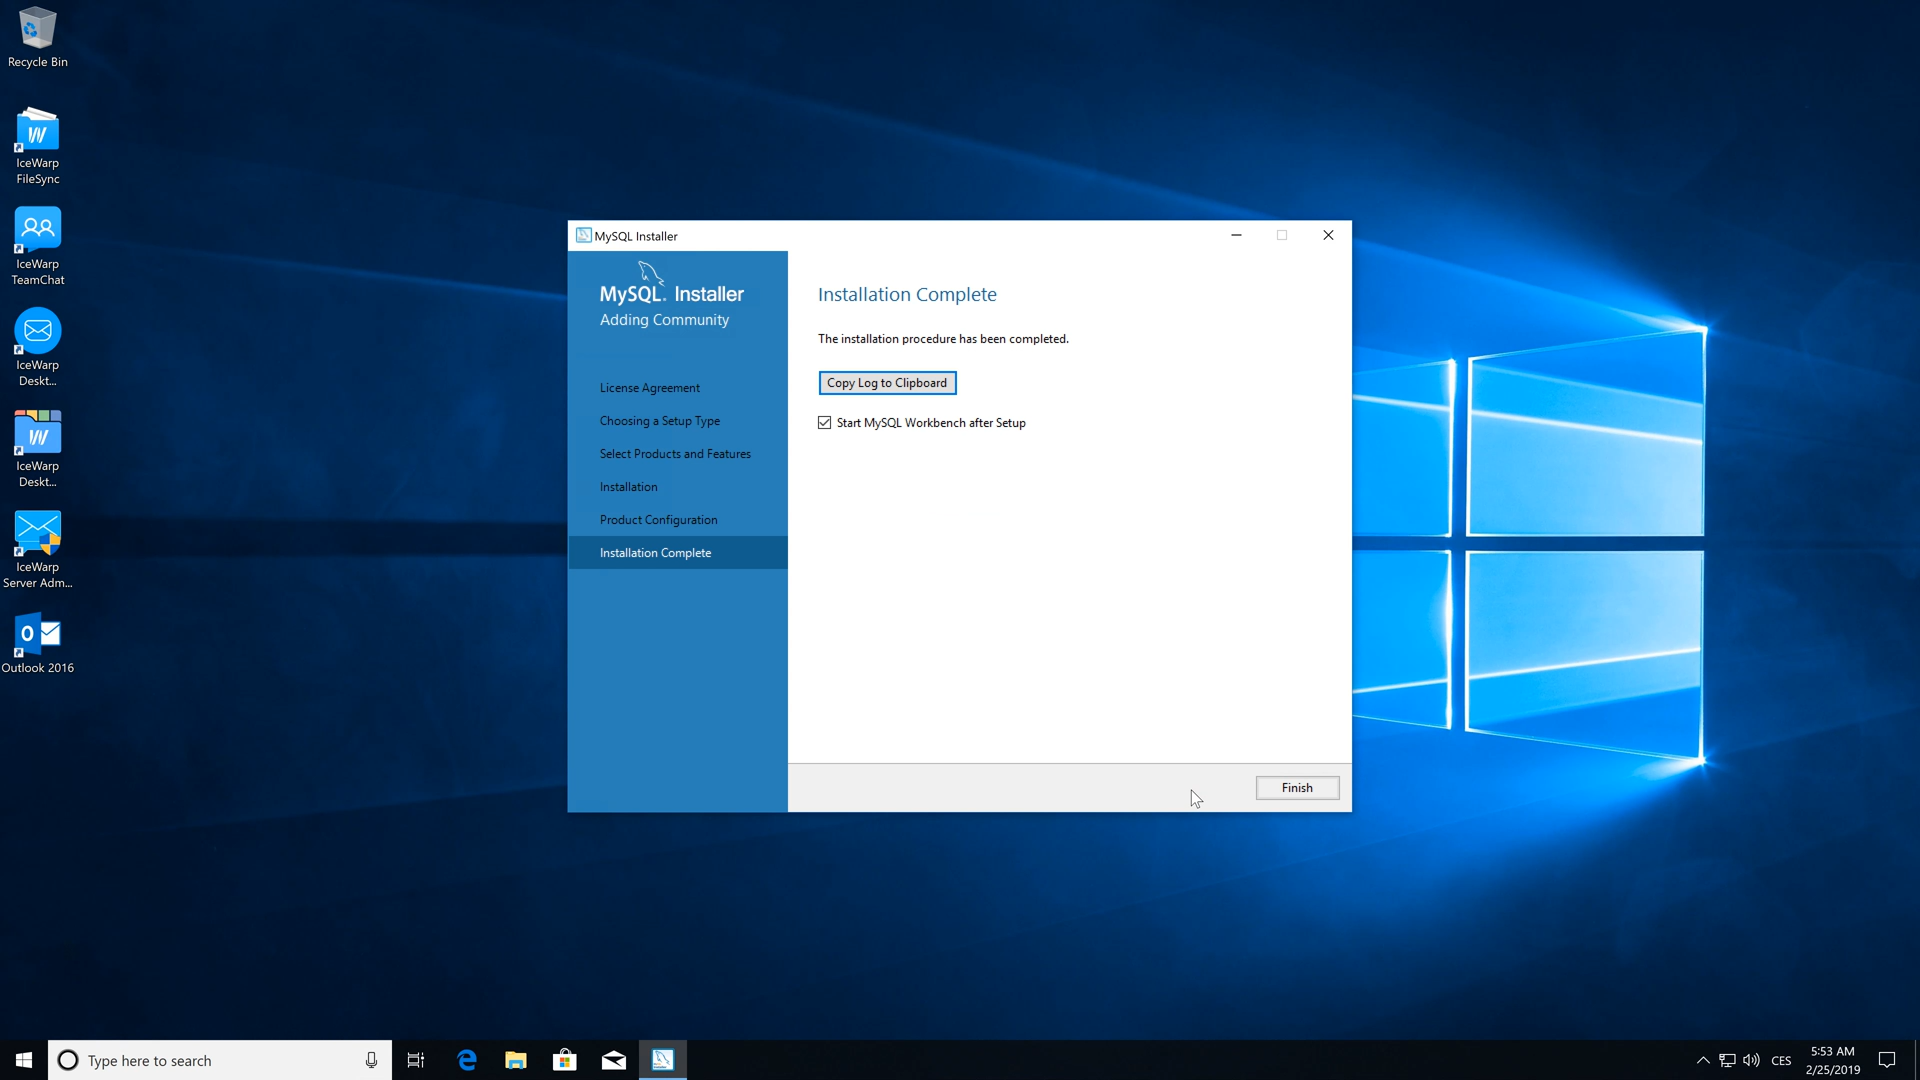 Recycle Bin
IceWarp
FileSync
IceWarp
TeamChat
IceWarp
Deskt...
IceWarp
Deskt...
IceWarp
Server Adm...
Outlook 2016
MySQL Installer
MySQL. Installer
Adding Community
License Agreement
Choosing a Setup Type
Select Products and Features
Installation
Product Configuration
Installation Complete
Installation Complete
The installation procedure has been completed.
Copy Log to Clipboard
Start MySQL Workbench after Setup
Finish
Type here to search
CES
5:53 AM
2/25/2019